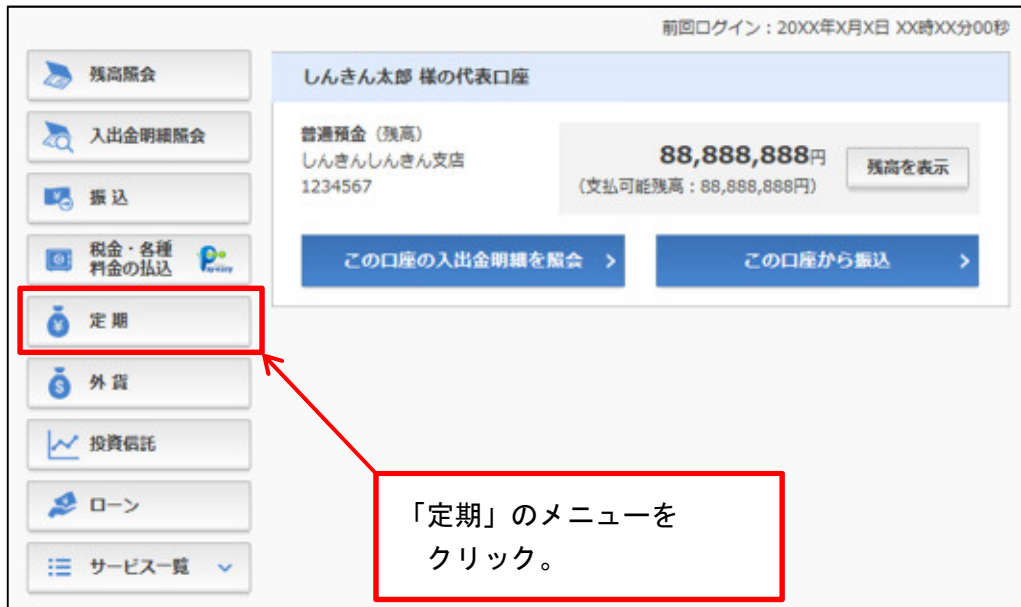 前回ログイン：20XX年X月X日 XX時XX分00秒
残高照会
入出金明細照会
振込
税金・各種
料金の払込
Pay-easy
定期
外貨
投資信託
ローン
サービス一覧
しんきん太郎 様の代表口座
普通預金（残高）
しんきんしんきん支店
1234567
88,888,888円
（支払可能残高：88,888,888円）
残高を表示
この口座の入出金明細を照会
この口座から振込
「定期」のメニューを
クリック。